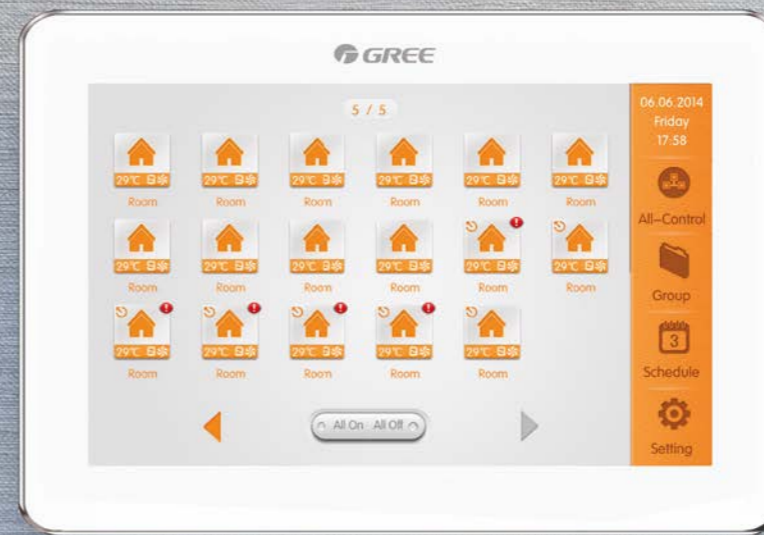 GREE
5 / 5
29℃ 29℃ 29℃ 29℃ 29℃ 29℃
Room Room Room Room Room Room
29℃ 29℃ 29℃ 29℃ 29℃ 29℃
Room Room Room Room Room Room
29℃ 29℃ 29℃ 29℃ 29℃
Room Room Room Room Room
All On All Off
06.06.2014
Friday
17:58
All-Control
Group
3
Schedule
Setting